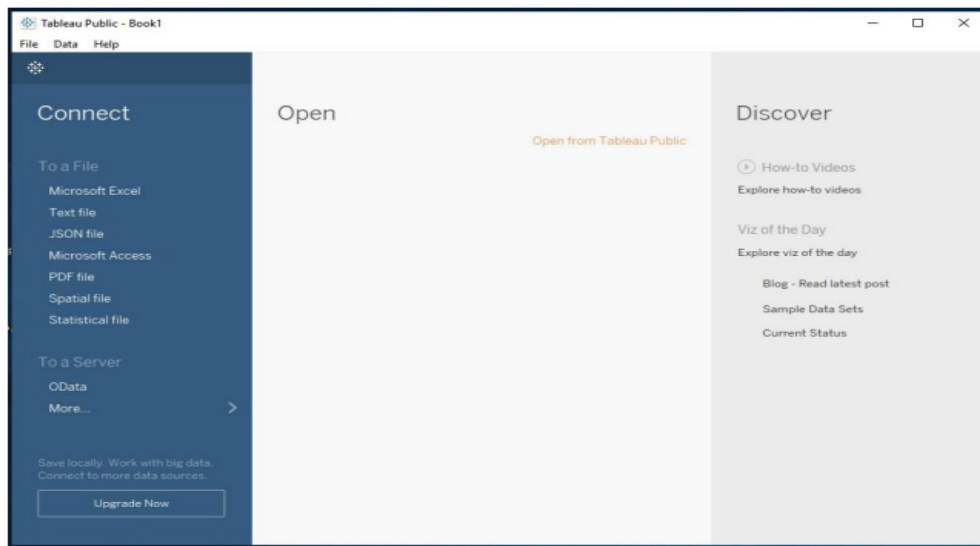 Tableau Public - Book1
File Data Help
Connect
To a File
Microsoft Excel
Text file
JSON file
Microsoft Access
PDF file
Spatial file
Statistical file
To a Server
OData
More...
Save locally. Work with big data.
Connect to more data sources.
Upgrade Now
Open
Open from Tableau Public
Discover
How-to Videos
Explore how-to videos
Viz of the Day
Explore viz of the day
Blog - Read latest post
Sample Data Sets
Current Status